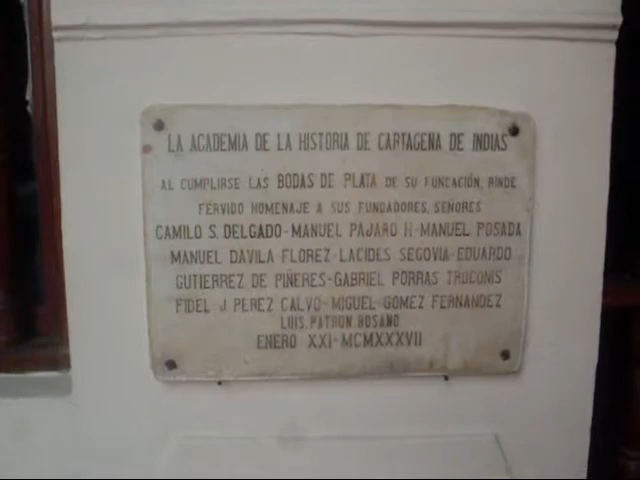 LA ACADEMIA DE LA HISTORIA DE CARTAGENA DE INDIAS
AL CUMPLIRSE LAS BODAS DE PLATA DE SU FUNDACIÓN, RINDE
FERVIDO HOMENAJE A SUS FUNDADORES, SEÑORES
CAMILO S. DELGADO-MANUEL PAJARO H-MANUEL POSADA
MANUEL DAVILA FLOREZ-LACIDES SEGOVIA-EDUARDO
GUTIERREZ DE PIÑERES-GABRIEL PORRAS TROCONIS
FIDEL J. PEREZ CALVO-MIGUEL GOMEZ FERNANDEZ
LUIS PATRON ROSANO
ENERO XXI-MCMXXXVII